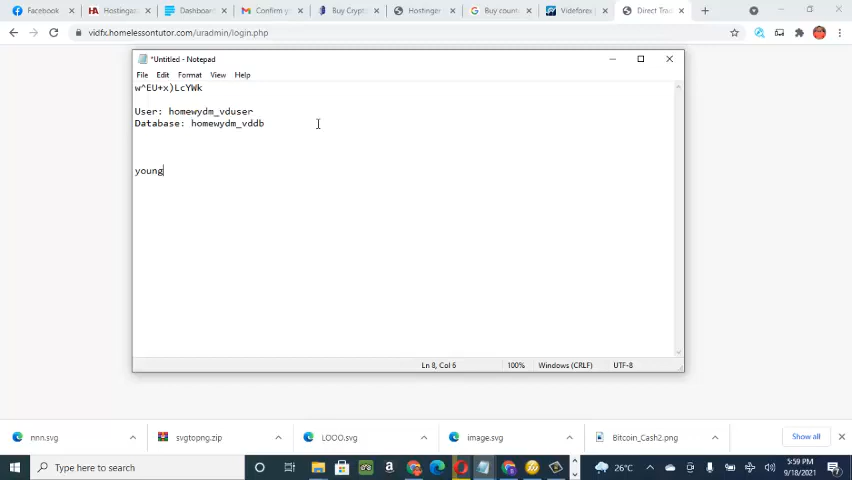 Facebook
Hostinga
Dashboar
Confirm y
Buy Crypt
Hostinger
Buy count
Videforex
Direct Trad
vidfx.homelessontutor.com/uradmin/login.php
*Untitled - Notepad
File Edit Format View Help
w^EU+x)LcYWk
User: homewydm_vduser
Database: homewydm_vddb
young
Ln 8, Col 6
100%
Windows (CRLF)
UTF-8
nnn.svg
svgtopng.zip
LOOO.svg
image.svg
Bitcoin_Cash2.png
Show all
Type here to search
26°C
5:59 PM
9/18/2021